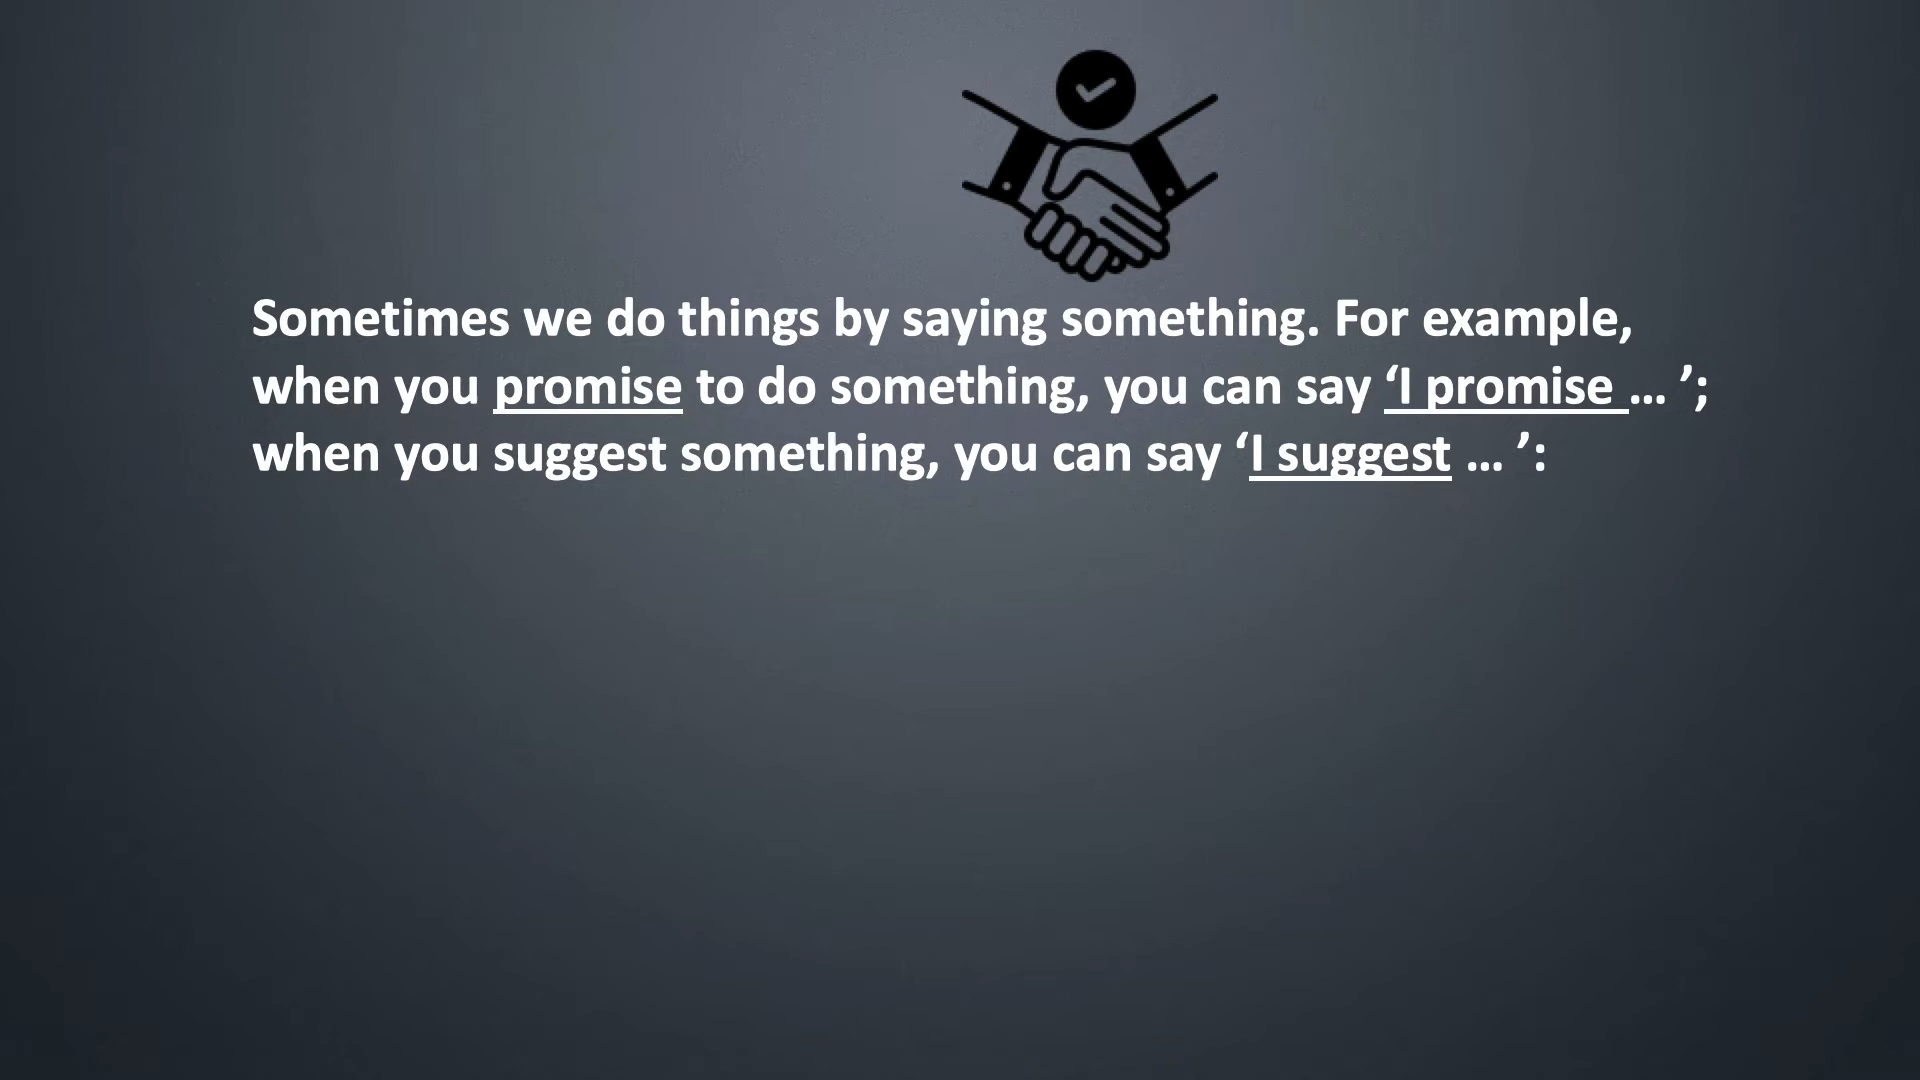 Sometimes we do things by saying something. For example,
when you promise to do something, you can say ‘I promise … ’;
when you suggest something, you can say ‘I suggest … ’: